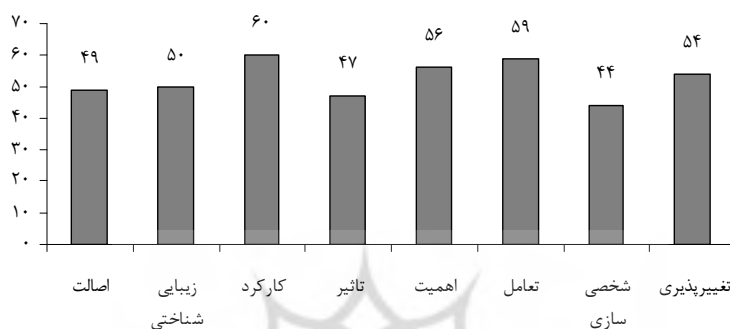 ۷۰
۶۰
۵۰
۴۰
۳۰
۲۰
۱۰
۰
۴۹
۵۰
۶۰
۴۷
۵۶
۵۹
۴۴
۵۴
اصالت
زیبایی
شناختی
کارکرد
تاثیر
اهمیت
تعامل
شخصی
سازی
تغییرپذیری